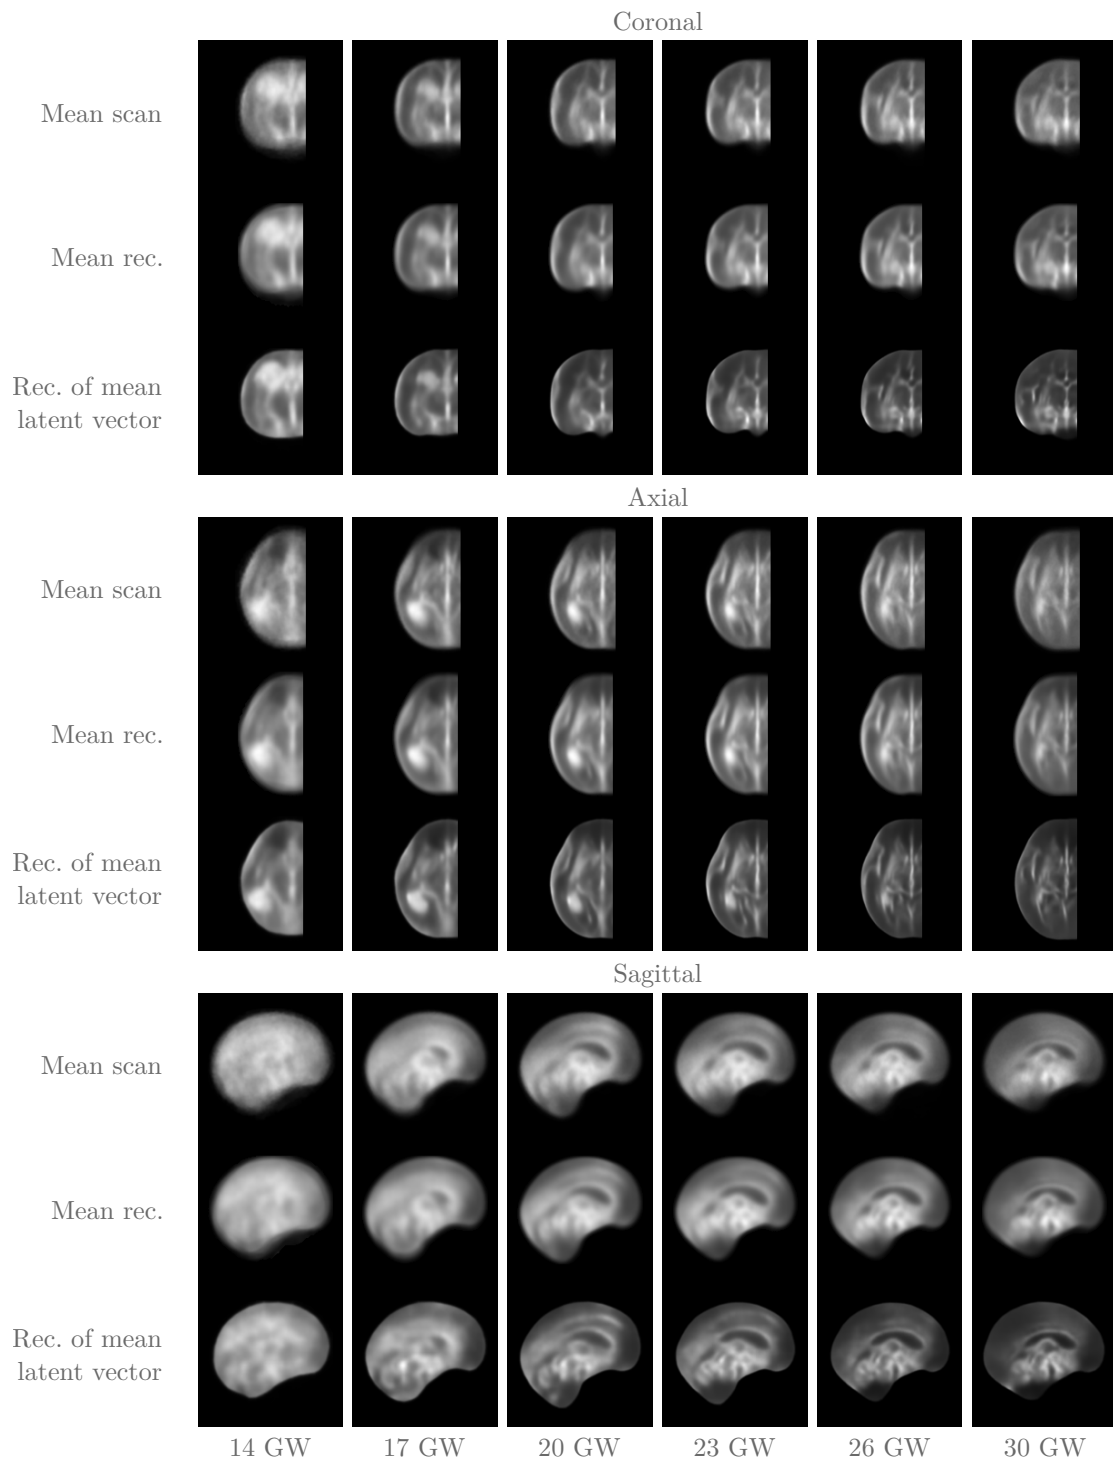 Coronal
Mean scan
Mean rec.
Rec. of mean
latent vector
Axial
Mean scan
Mean rec.
Rec. of mean
latent vector
Sagittal
Mean scan
Mean rec.
Rec. of mean
latent vector
14 GW 17 GW 20 GW 23 GW 26 GW 30 GW